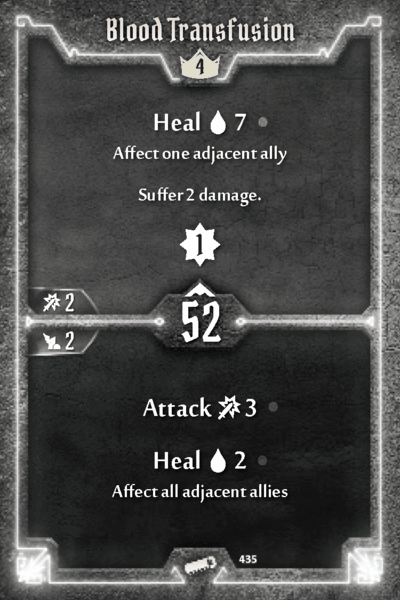 Blood Transfusion
4
Heal 7
Affect one adjacent ally
Suffer 2 damage.
1
2
52
2
Attack 3
Heal 2
Affect all adjacent allies
435